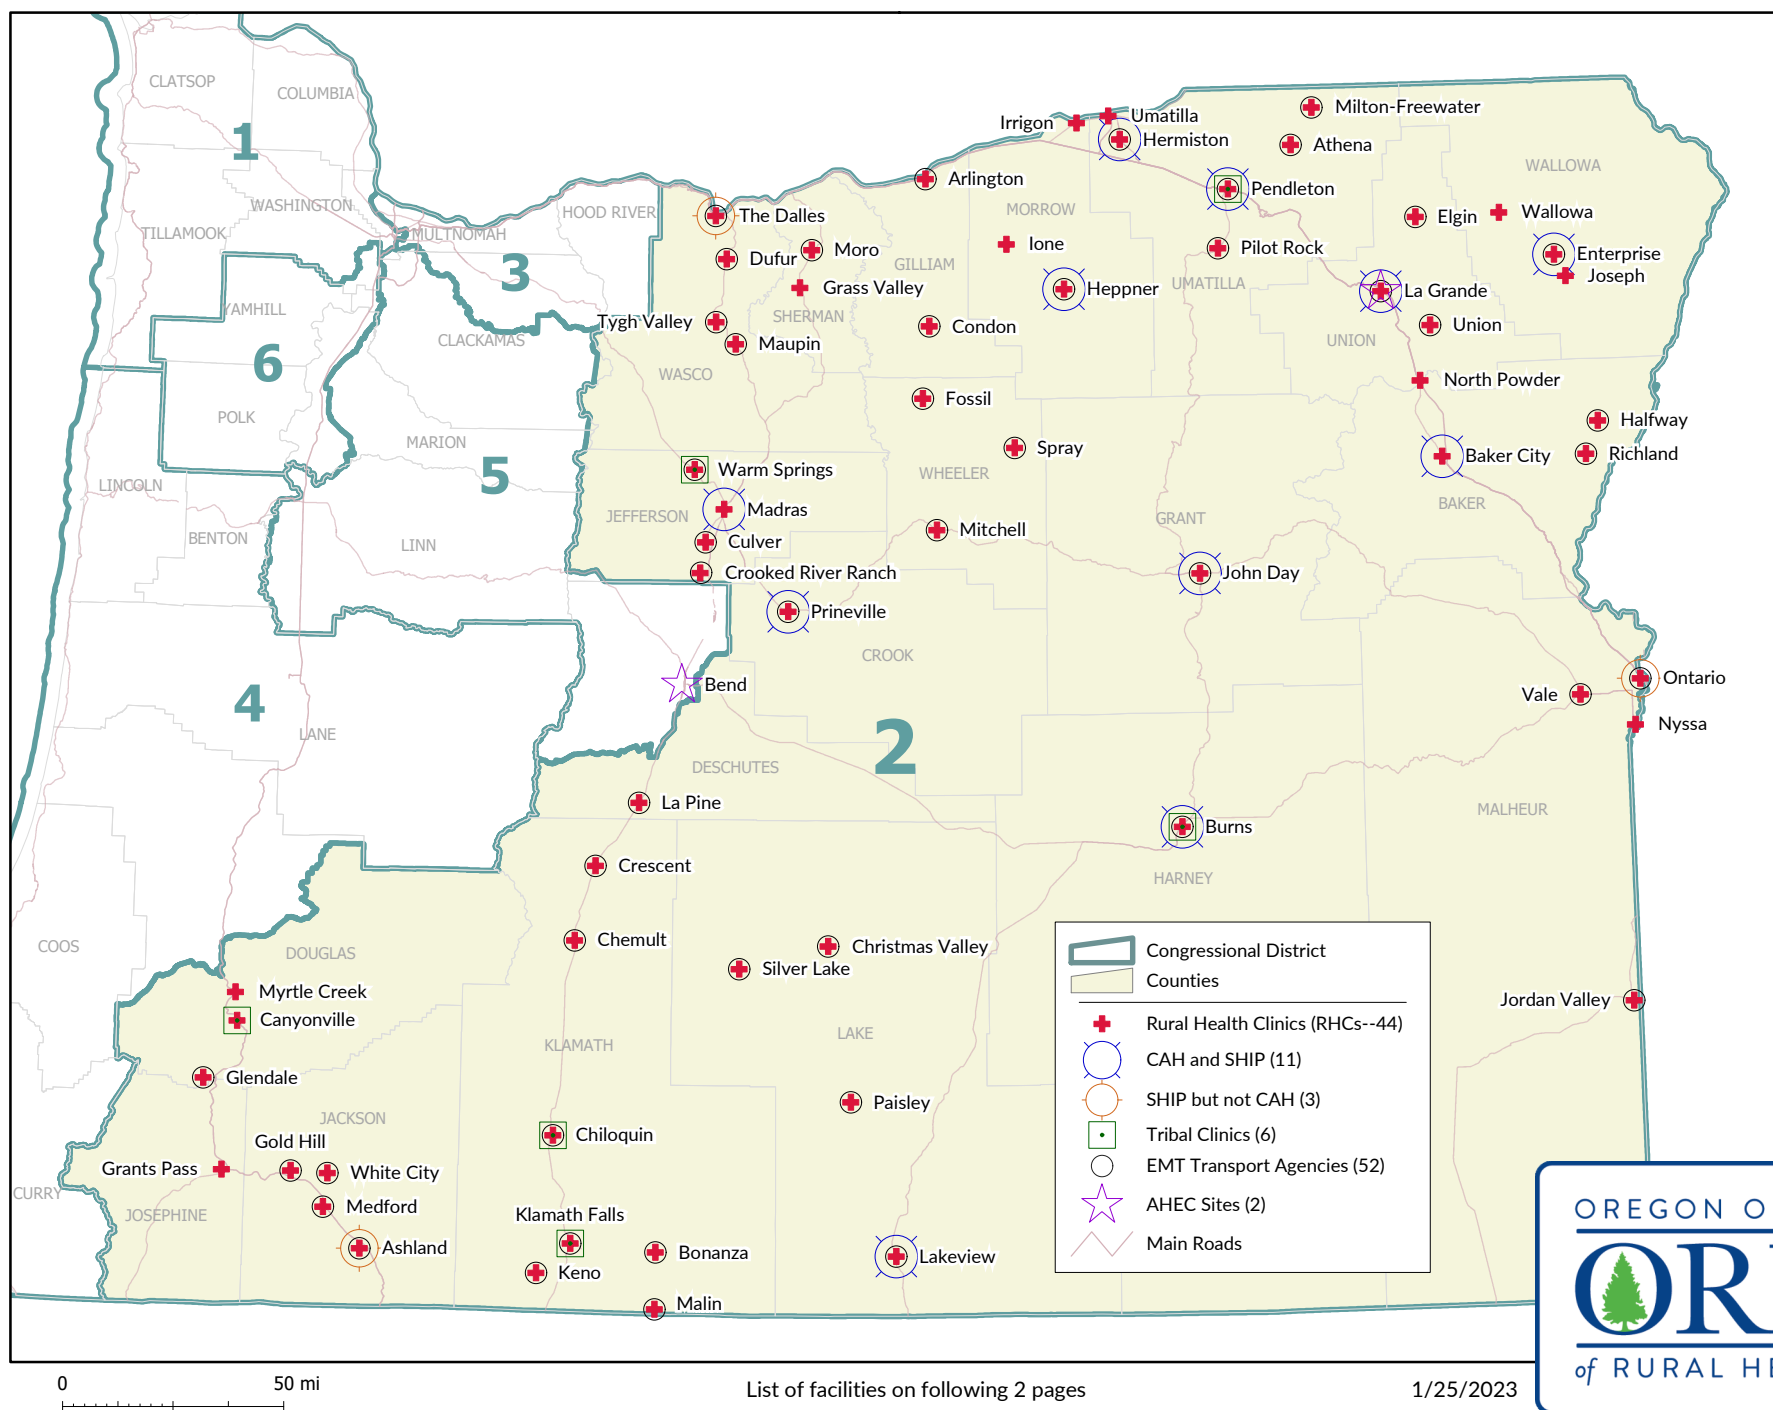 CLATSOP
COLUMBIA
1
WASHINGTON
TILLAMOOK
MULTNOMAH
HOOD RIVER
3
YAMHILL
6
CLACKAMAS
POLK
MARION
5
LINCOLN
BENTON
LINN
4
LANE
COOS
CURRY
Irrigon
Umatilla
Hermiston
Milton-Freewater
Athena
WALLOWA
Arlington
Pendleton
MORROW
The Dalles
Elgin
Wallowa
Dufur
Moro
Ione
Pilot Rock
Enterprise
GILLIAM
Joseph
Grass Valley
Heppner
UMATILLA
La Grande
SHERMAN
Tygh Valley
Condon
Union
Maupin
UNION
WASCO
North Powder
Fossil
Halfway
Spray
Richland
Baker City
Warm Springs
WHEELER
Madras
BAKER
JEFFERSON
GRANT
Mitchell
Culver
Crooked River Ranch
John Day
Prineville
CROOK
Bend
Ontario
Vale
Nyssa
2
DESCHUTES
La Pine
MALHEUR
Burns
Crescent
HARNEY
Chemult
Christmas Valley
DOUGLAS
Silver Lake
Myrtle Creek
Canyonville
Jordan Valley
LAKE
KLAMATH
Glendale
Paisley
JACKSON
Chiloquin
Gold Hill
Grants Pass
White City
Medford
JOSEPHINE
Klamath Falls
Ashland
Bonanza
Lakeview
Keno
Malin
Congressional District
Counties
Rural Health Clinics (RHCs--44)
CAH and SHIP (11)
SHIP but not CAH (3)
Tribal Clinics (6)
EMT Transport Agencies (52)
AHEC Sites (2)
Main Roads
OREGON O
OR
of RURAL HE
0 50 mi
List of facilities on following 2 pages
1/25/2023